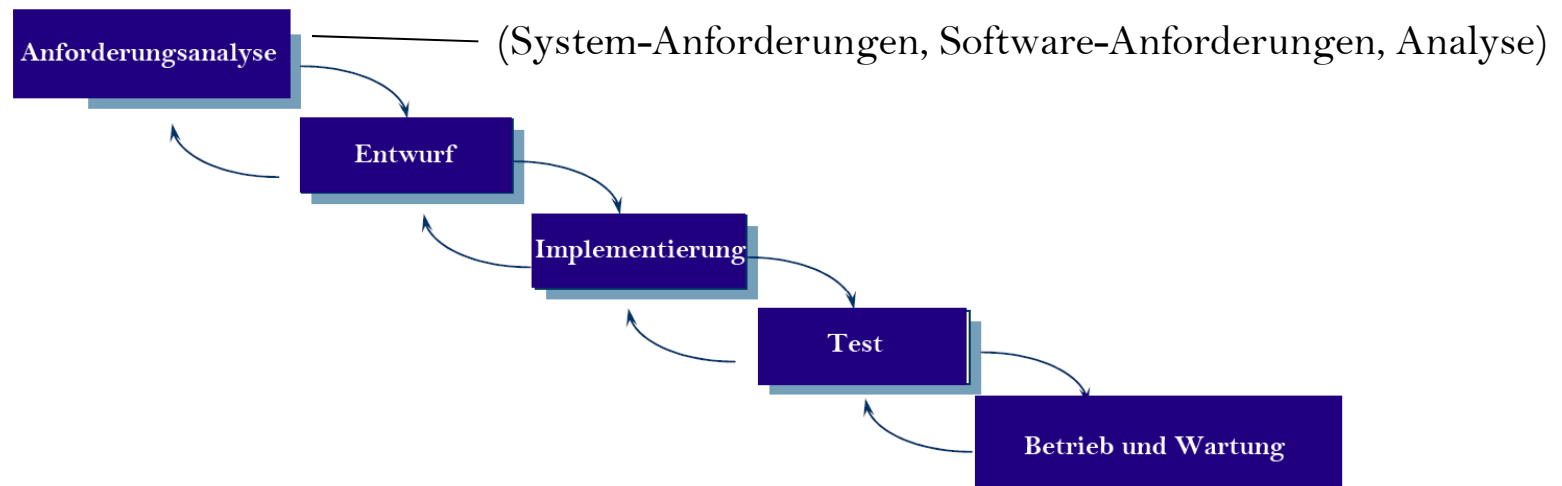 Anforderungsanalyse
(System-Anforderungen, Software-Anforderungen, Analyse)
Entwurf
Implementierung
Test
Betrieb und Wartung